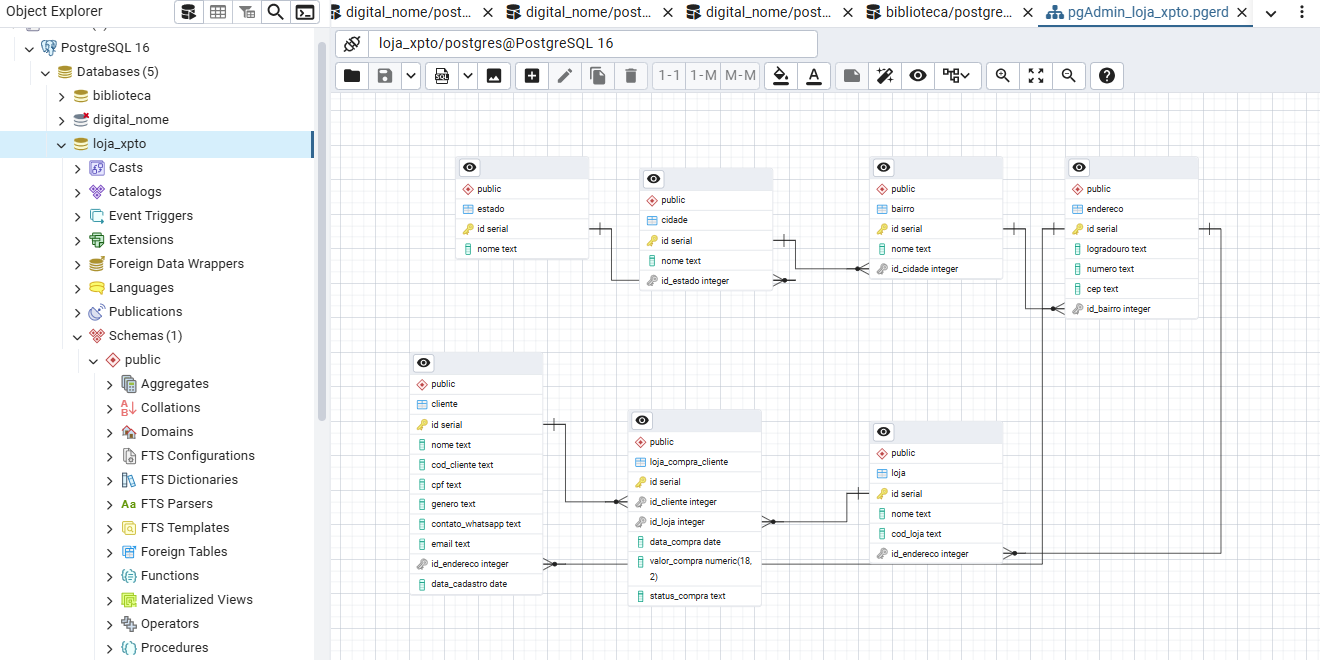 Object Explorer
digital_nome/post...
digital_nome/post...
digital_nome/post...
biblioteca/postgre...
pgAdmin_loja_xpto.pgerd
PostgreSQL 16
Databases (5)
biblioteca
digital_nome
loja_xpto
Casts
Catalogs
Event Triggers
Extensions
Foreign Data Wrappers
Languages
Publications
Schemas (1)
public
Aggregates
Collations
Domains
FTS Configurations
FTS Dictionaries
Aa FTS Parsers
FTS Templates
Foreign Tables
Functions
Materialized Views
Operators
Procedures
loja_xpto/postgres@PostgreSQL 16
SQL
1-1
1-M
M-M
A
public
estado
id serial
nome text
public
cidade
id serial
nome text
id_estado integer
public
bairro
id serial
nome text
id_cidade integer
public
endereco
id serial
logradouro text
numero text
cep text
id_bairro integer
public
cliente
id serial
nome text
cod_cliente text
cpf text
genero text
contato_whatsapp text
email text
id_endereco integer
data_cadastro date
public
loja_compra_cliente
id serial
id_cliente integer
id_loja integer
data_compra date
valor_compra numeric(18,
2)
status_compra text
public
loja
id serial
nome text
cod_loja text
id_endereco integer